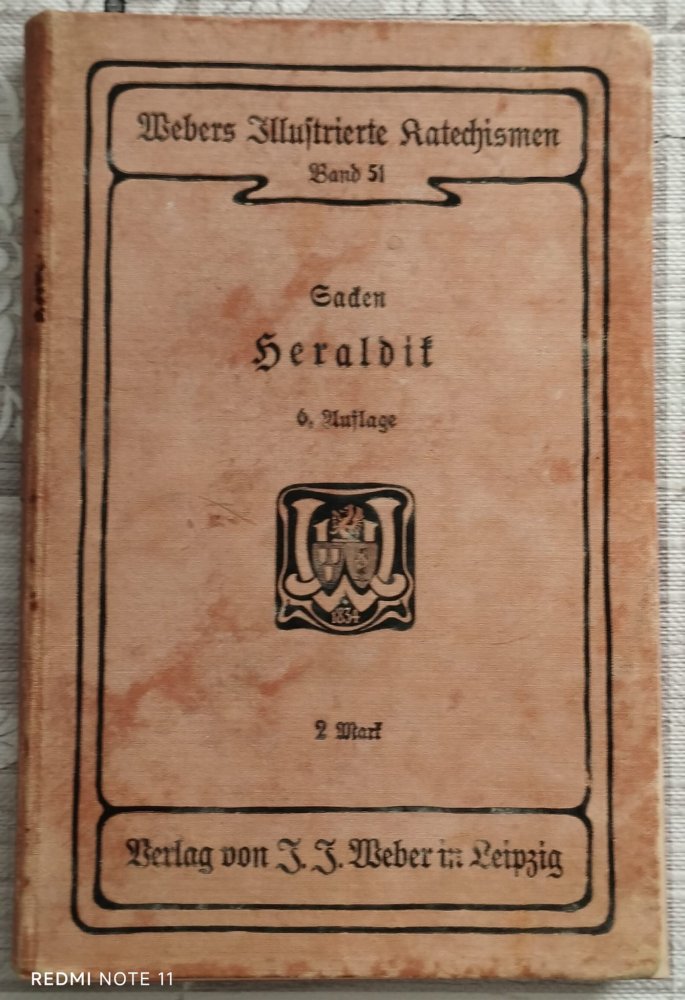 Webers Illustrierte Katechismen
Band 51
Sacken
Heraldik
6. Auflage
1834
2 Mark
Verlag von J. J. Weber in Leipzig
REDMI NOTE 11